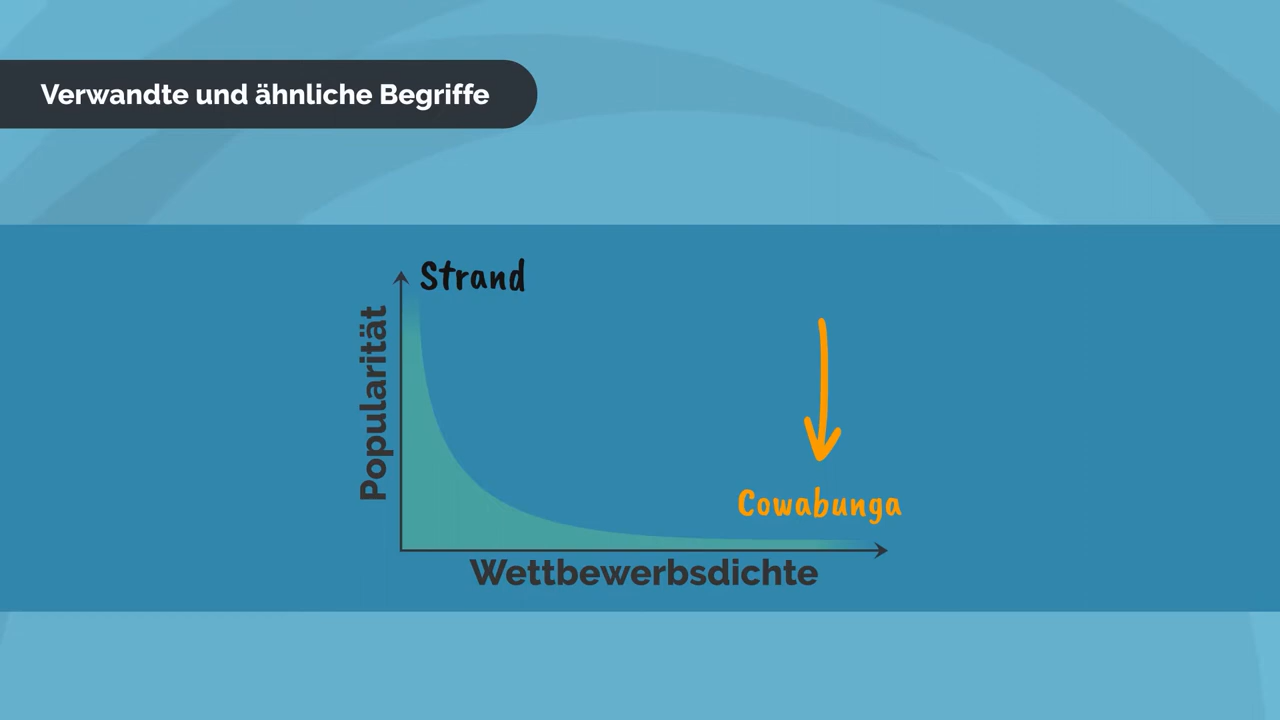 Verwandte und ähnliche Begriffe
Strand
Popularität
Cowabunga
Wettbewerbsdichte